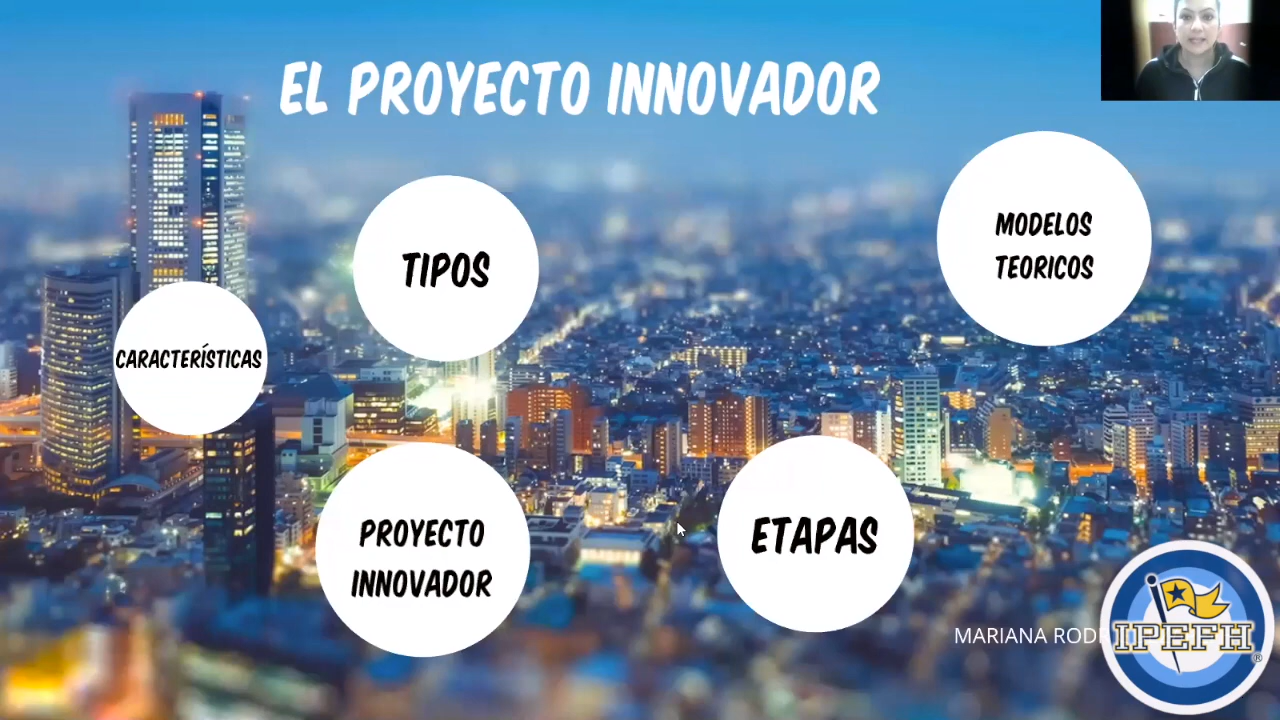 EL PROYECTO INNOVADOR
TIPOS
MODELOS
TEORICOS
CARACTERÍSTICAS
PROYECTO
INNOVADOR
ETAPAS
MARIANA
IPEFH
®